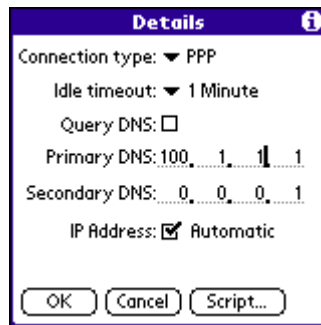 Details i
Connection type: PPP
Idle timeout: 1 Minute
Query DNS:
Primary DNS: 100. 1. 1. 1
Secondary DNS: 0. 0. 0. 1
IP Address: Automatic
OK Cancel Script...